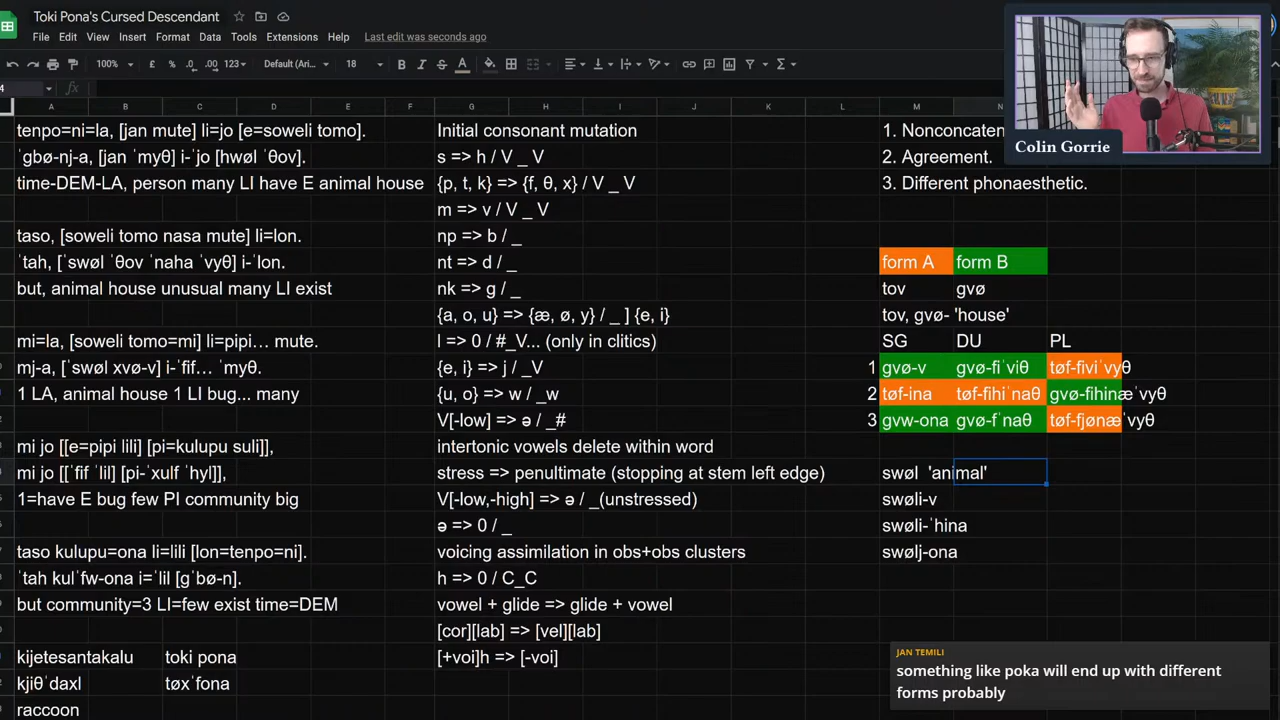 Toki Pona's Cursed Descendant
File Edit View Insert Format Data Tools Extensions Help Last edit was seconds ago
100% £ % .0 .00 123 Default (Ari... 18 B I S A
A B C D E F G H I J K L M N
tenpo=ni=la, [jan mute] li=jo [e=soweli tomo].
ˈgbø-nj-a, [jan ˈmyθ] i-ˈjo [hwøl ˈθov].
time-DEM-LA, person many LI have E animal house
taso, [soweli tomo nasa mute] li=lon.
ˈtah, [ˈswøl ˈθov ˈnaha ˈvyθ] i-ˈlon.
but, animal house unusual many LI exist
mi=la, [soweli tomo=mi] li=pipi… mute.
mj-a, [ˈswøl xvø-v] i-ˈfif… ˈmyθ.
1 LA, animal house 1 LI bug... many
mi jo [[e=pipi lili] [pi=kulupu suli]],
mi jo [[ˈfif ˈlil] [pi-ˈxulf ˈhyl]],
1=have E bug few PI community big
taso kulupu=ona li=lili [lon=tenpo=ni].
ˈtah kulˈfw-ona i=ˈlil [gˈbø-n].
but community=3 LI=few exist time=DEM
kijetesantakalu toki pona
kjiθˈdaxl tøxˈfona
raccoon
Initial consonant mutation
s => h / V _ V
{p, t, k} => {f, θ, x} / V _ V
m => v / V _ V
np => b / _
nt => d / _
nk => g / _
{a, o, u} => {æ, ø, y} / _ ] {e, i}
l => 0 / #_V... (only in clitics)
{e, i} => j / _V
{u, o} => w / _w
V[-low] => ə / _#
intertonic vowels delete within word
stress => penultimate (stopping at stem left edge)
V[-low,-high] => ə / _(unstressed)
ə => 0 / _
voicing assimilation in obs+obs clusters
h => 0 / C_C
vowel + glide => glide + vowel
[cor][lab] => [vel][lab]
[+voi]h => [-voi]
1. Nonconcaten
2. Agreement.
3. Different phonaesthetic.
form A form B
tov gvø
tov, gvø- 'house'
SG DU PL
1 gvø-v gvø-fiˈviθ tøf-fiviˈvyθ
2 tøf-ina tøf-fihiˈnaθ gvø-fihinæˈvyθ
3 gvw-ona gvø-fˈnaθ tøf-fjønæˈvyθ
swøl 'animal'
swøli-v
swøli-ˈhina
swølj-ona
Colin Gorrie
JAN TEMILI
something like poka will end up with different
forms probably